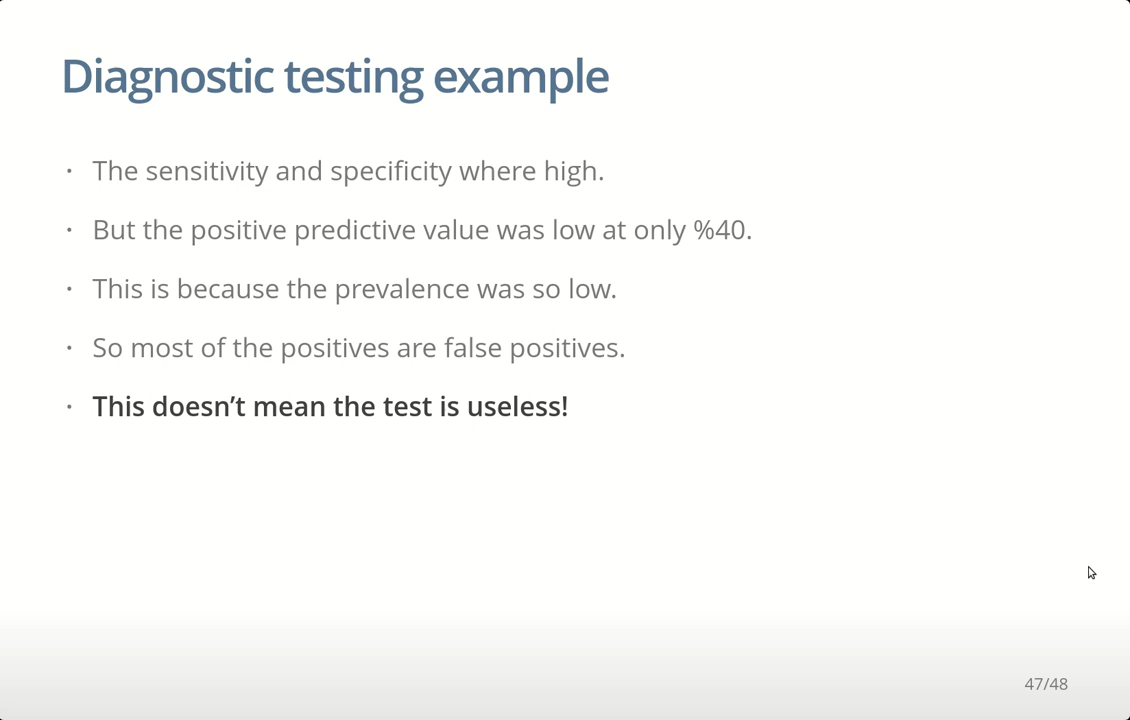 Diagnostic testing example
· The sensitivity and specificity where high.
· But the positive predictive value was low at only %40.
· This is because the prevalence was so low.
· So most of the positives are false positives.
· This doesn’t mean the test is useless!
47/48